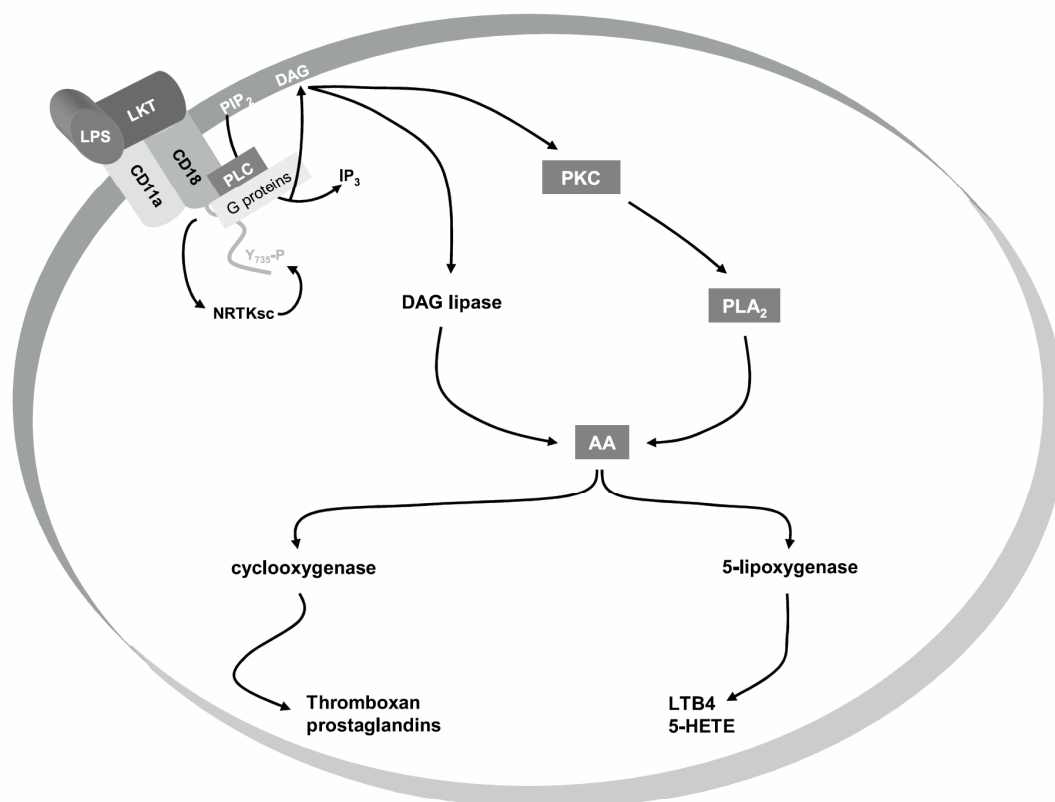 DAG
PIP₂
LKT
LPS
CD18
CD11a
PLC
G proteins
IP₃
Y₇₃₅-P
NRTKsc
PKC
DAG lipase
PLA₂
AA
cyclooxygenase
5-lipoxygenase
Thromboxan
prostaglandins
LTB4
5-HETE